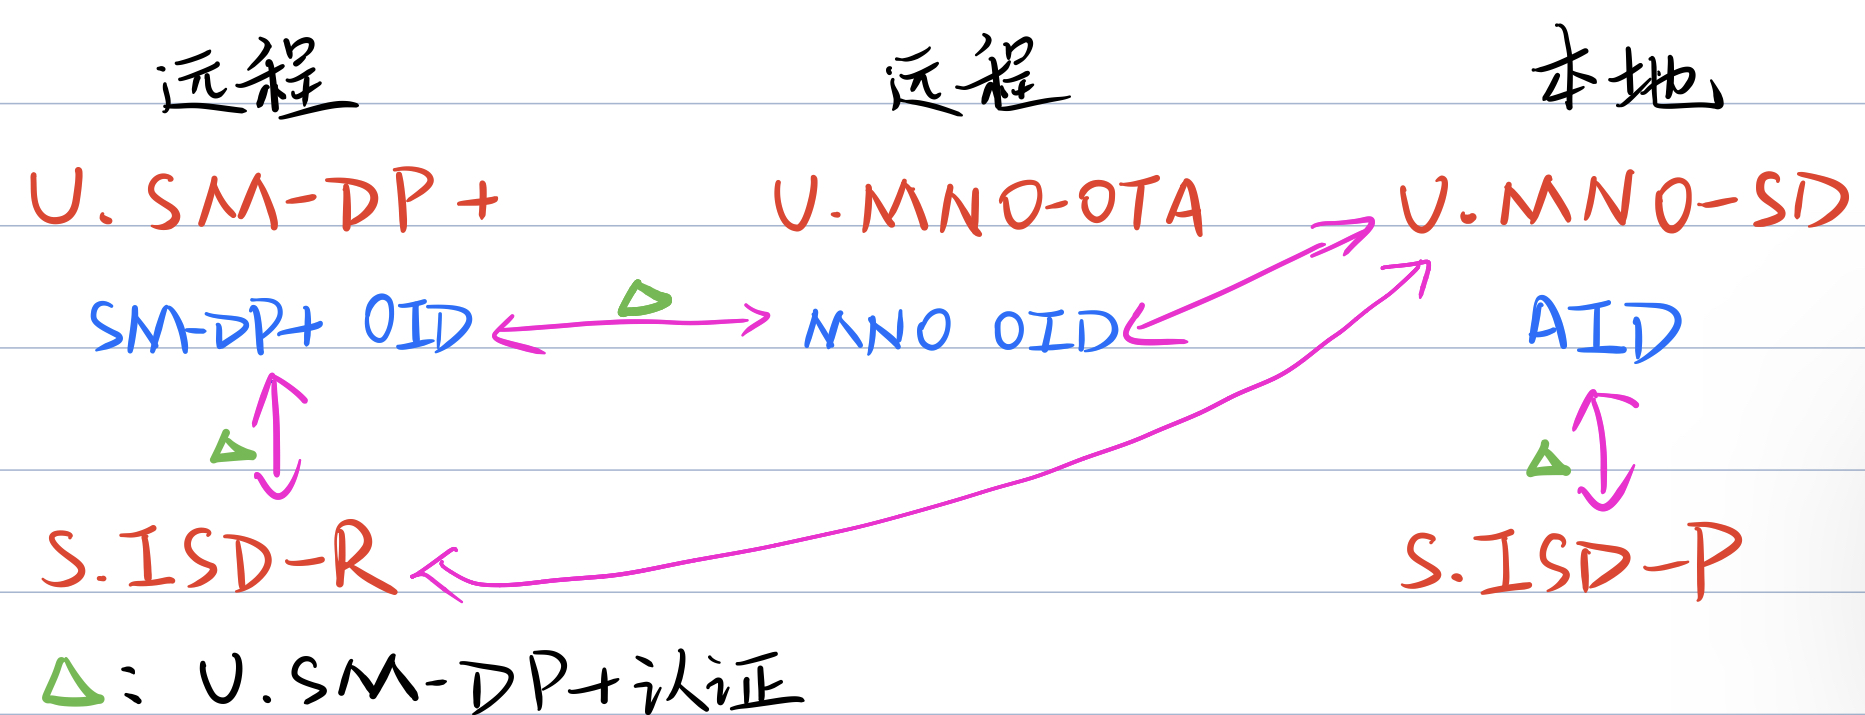 远程 远程 本地
U.SM-DP+ U.MNO-OTA U.MNO-SD
SM-DP+ OID MNO OID AID
S.ISD-R S.ISD-P
△: U.SM-DP+认证